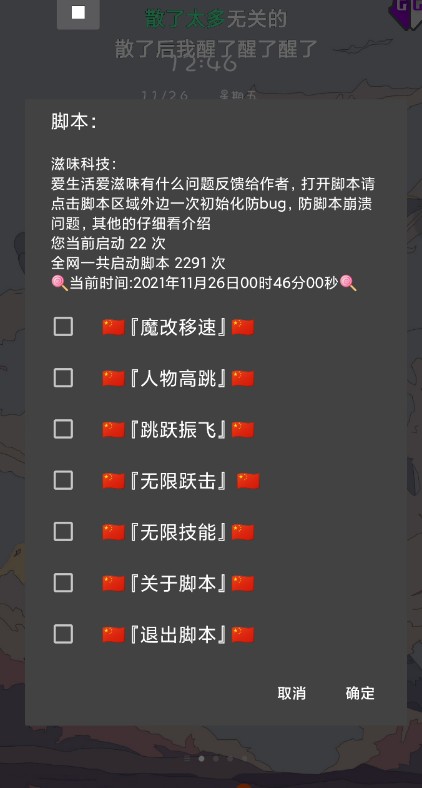 散了太多无关的
散了后我醒了醒了醒了
12:46
11/26 星期五
脚本:
滋味科技:
爱生活爱滋味有什么问题反馈给作者, 打开脚本请
点击脚本区域外边一次初始化防bug, 防脚本崩溃
问题, 其他的仔细看介绍
您当前启动 22 次
全网一共启动脚本 2291 次
🍭当前时间:2021年11月26日00时46分00秒🍭
🇨🇳『魔改移速』🇨🇳
🇨🇳『人物高跳』🇨🇳
🇨🇳『跳跃振飞』🇨🇳
🇨🇳『无限跃击』 🇨🇳
🇨🇳『无限技能』🇨🇳
🇨🇳『关于脚本』🇨🇳
🇨🇳『退出脚本』🇨🇳
取消 确定